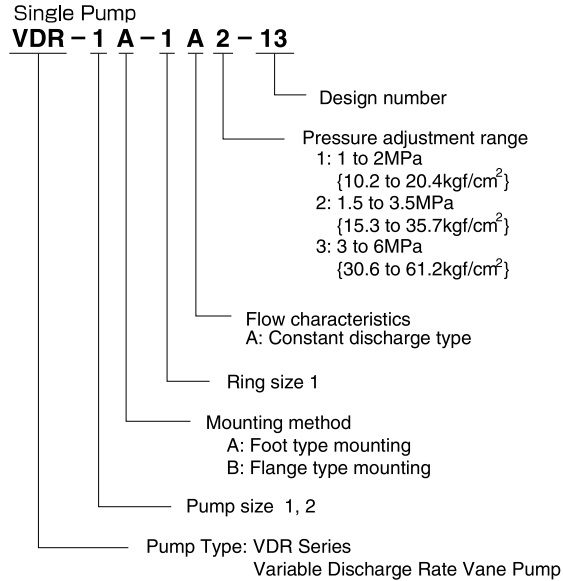 Single Pump
VDR-1A-1A2-13
Design number
Pressure adjustment range
1: 1 to 2MPa
{10.2 to 20.4kgf/cm²}
2: 1.5 to 3.5MPa
{15.3 to 35.7kgf/cm²}
3: 3 to 6MPa
{30.6 to 61.2kgf/cm²}
Flow characteristics
A: Constant discharge type
Ring size 1
Mounting method
A: Foot type mounting
B: Flange type mounting
Pump size 1, 2
Pump Type: VDR Series
Variable Discharge Rate Vane Pump